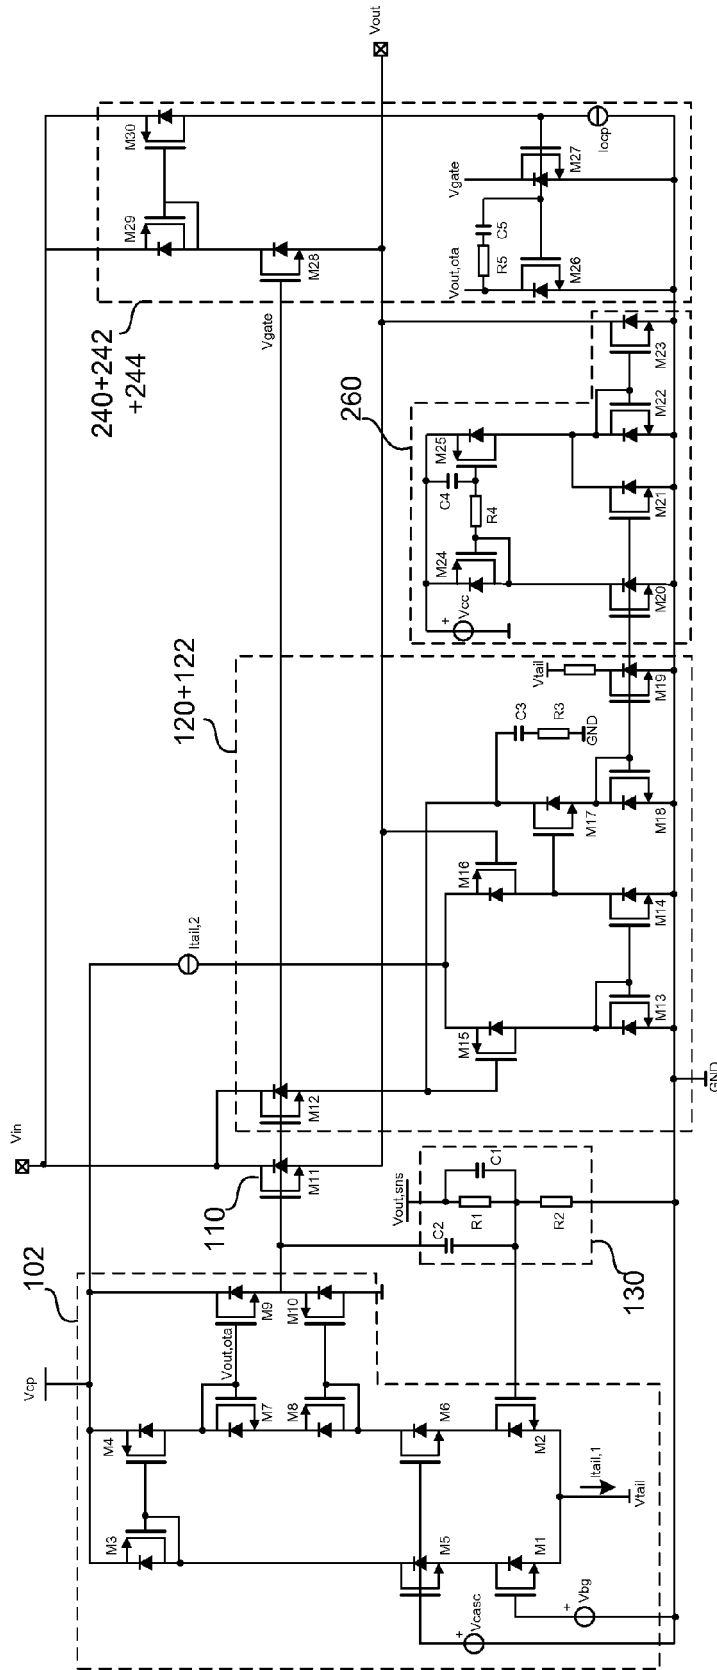 Vin
Vout
Vcp
102
110
120+122
130
240+242
+244
260
M3
M4
M7
M8
M9
M10
Vout,ota
M5
M6
M1
M2
Vcasc
+
Vbg
+
Itail,1
Vtail
M11
M12
C2
Vout,sns
R1
C1
R2
Itail,2
M15
M16
M13
M14
M17
M18
C3
R3
GND
Vtail
M19
GND
Vcc
+
M24
M25
C4
R4
M20
M21
M22
M23
Vgate
M28
M29
M30
Vout,ota
R5
C5
Vgate
M26
M27
Iocp